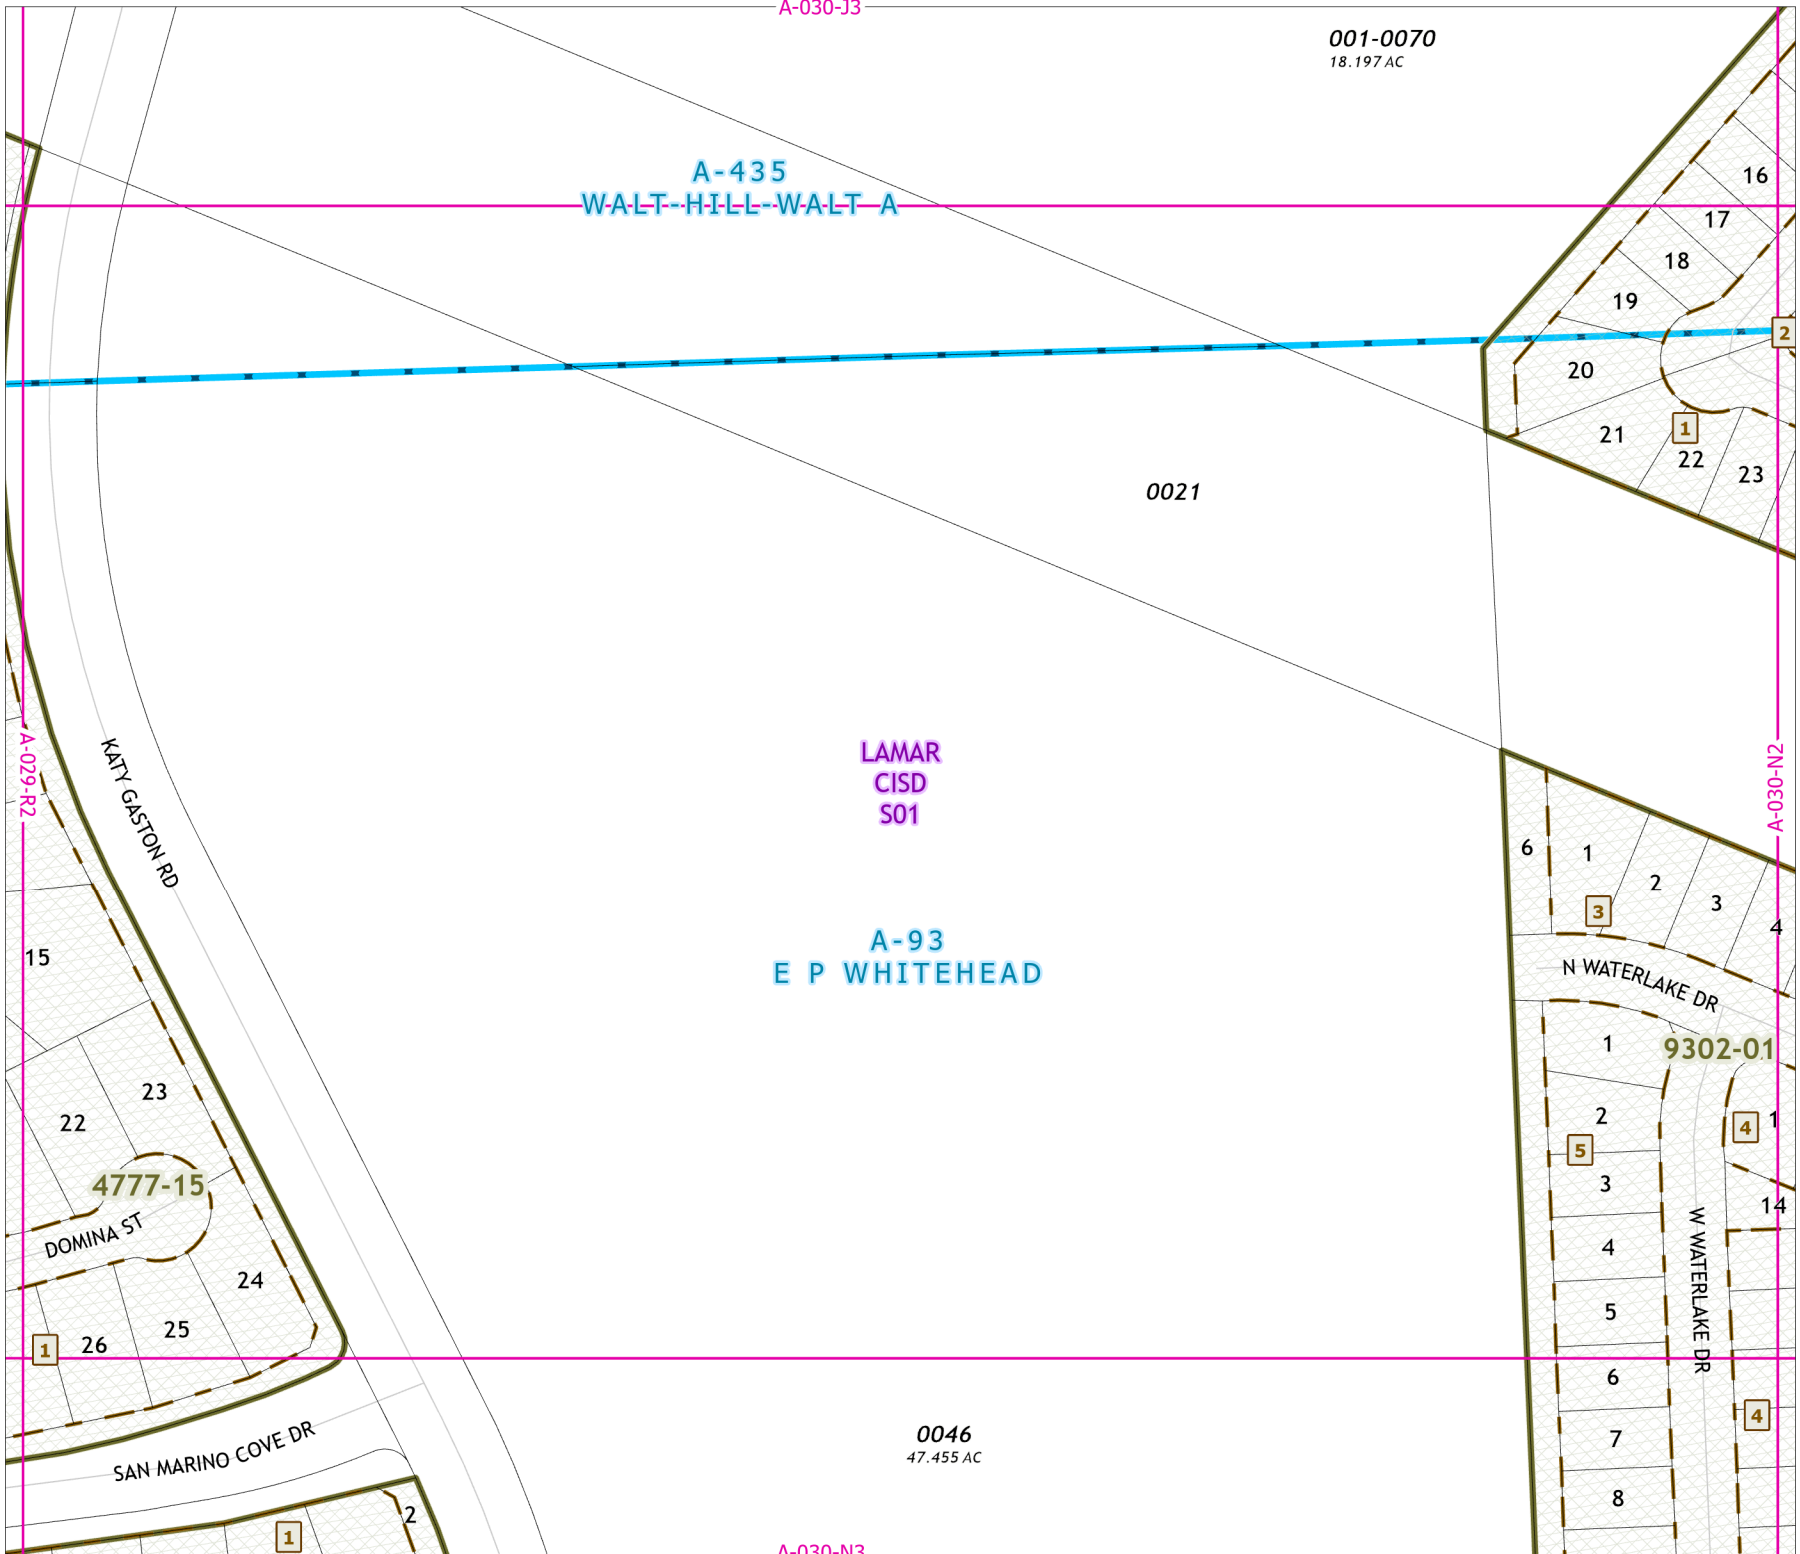 A-030-J3
001-0070
18.197 AC
A-435
WALT-HILL-WALT A
16
17
18
19
2
20
1
21
22
23
0021
A-029-R2
KATY GASTON RD
LAMAR
CISD
S01
A-030-N2
6
1
2
3
3
4
15
A-93
E P WHITEHEAD
N WATERLAKE DR
1
9302-01
23
22
2
4
1
5
4777-15
3
14
DOMINA ST
4
W WATERLAKE DR
24
5
25
26
1
6
4
0046
47.455 AC
7
SAN MARINO COVE DR
8
2
1
A-030-N3